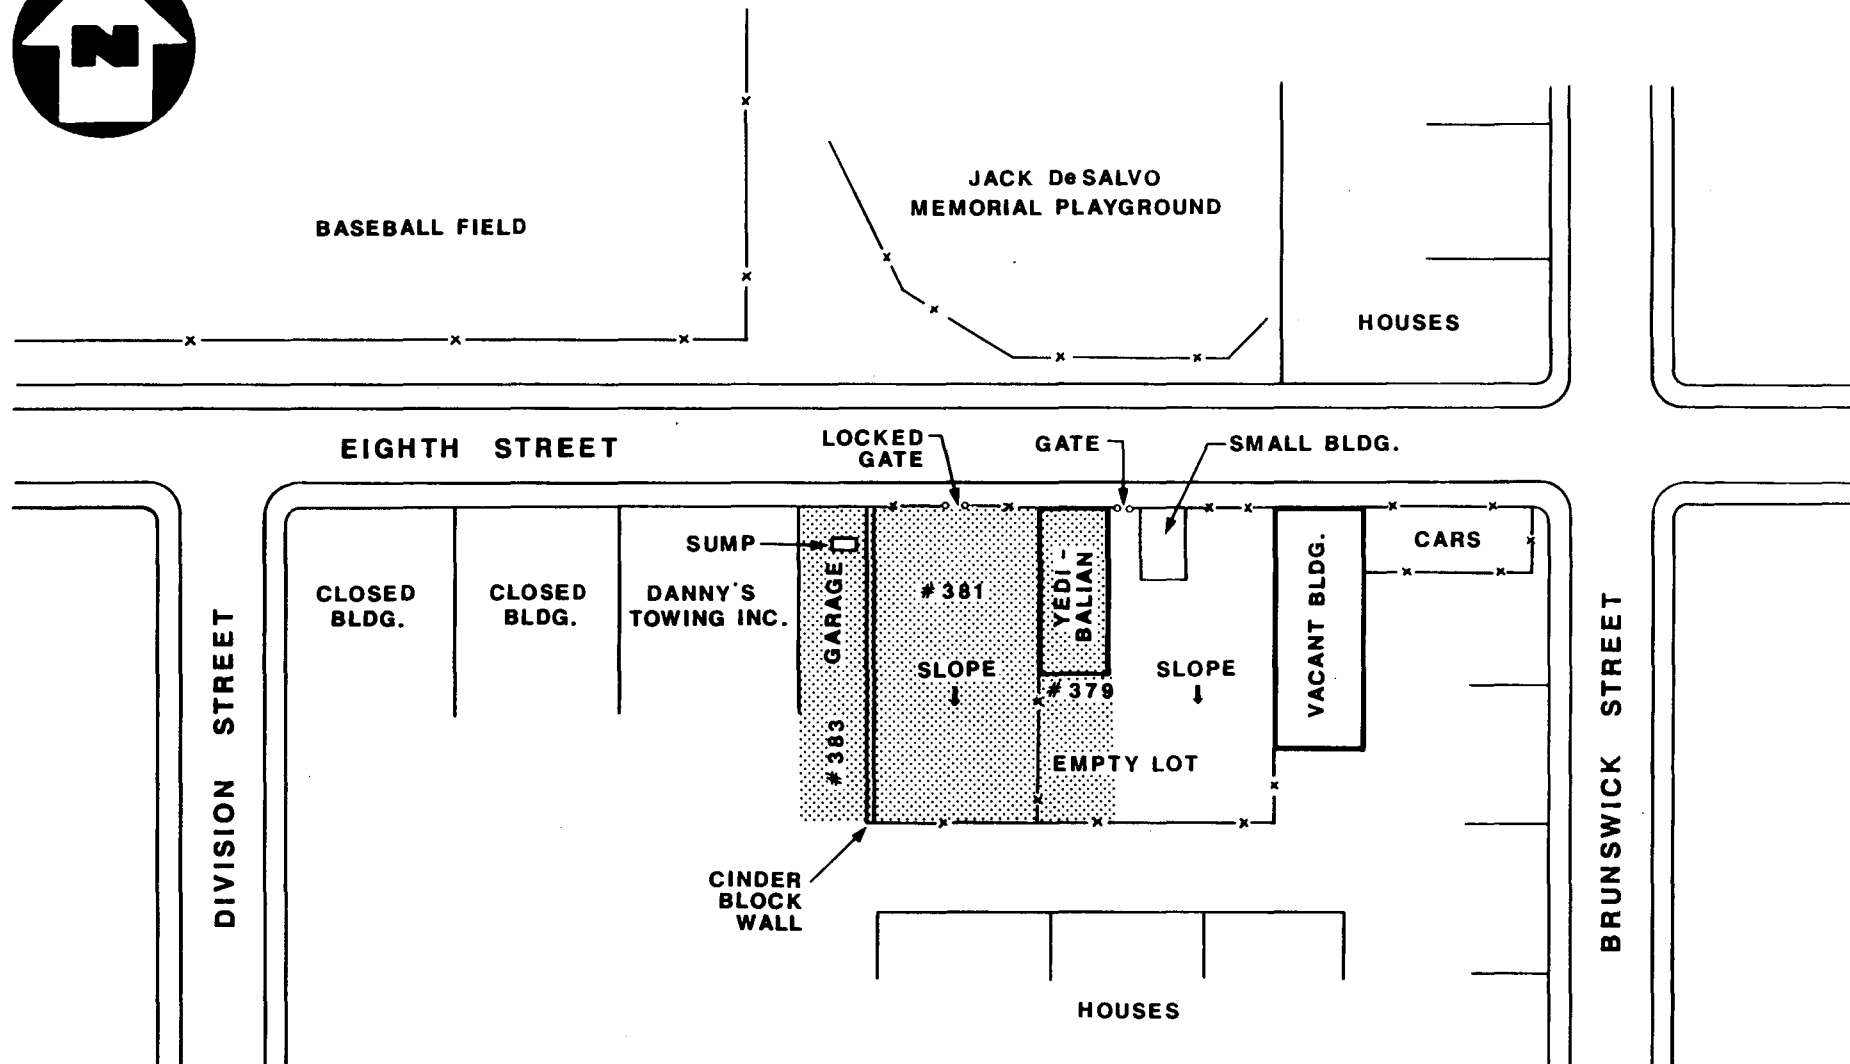 N
JACK De SALVO
MEMORIAL PLAYGROUND
BASEBALL FIELD
HOUSES
EIGHTH STREET
LOCKED
GATE
GATE
SMALL BLDG.
SUMP
CLOSED
BLDG.
CLOSED
BLDG.
DANNY'S
TOWING INC.
GARAGE
#383
#381
SLOPE
YEDI-
BALIAN
#379
SLOPE
EMPTY LOT
VACANT BLDG.
CARS
DIVISION STREET
BRUNSWICK STREET
CINDER
BLOCK
WALL
HOUSES